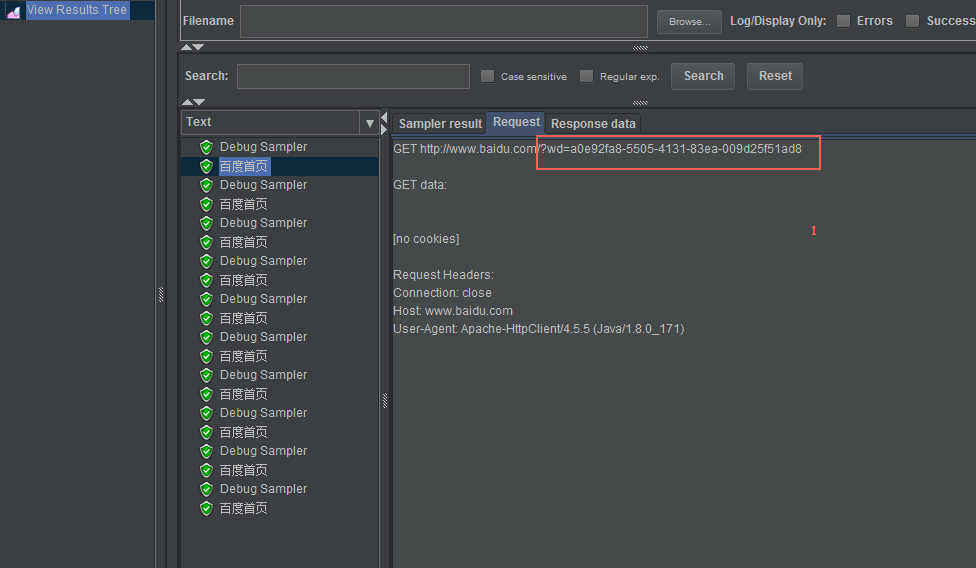 View Results Tree
Filename
Browse...
Log/Display Only:
Errors
Success
Search:
Case sensitive
Regular exp.
Search
Reset
Text
Sampler result
Request
Response data
Debug Sampler
百度首页
Debug Sampler
百度首页
Debug Sampler
百度首页
Debug Sampler
百度首页
Debug Sampler
百度首页
Debug Sampler
百度首页
Debug Sampler
百度首页
Debug Sampler
百度首页
Debug Sampler
百度首页
Debug Sampler
百度首页
GET http://www.baidu.com/?wd=a0e92fa8-5505-4131-83ea-009d25f51ad8
GET data:
1
[no cookies]
Request Headers:
Connection: close
Host: www.baidu.com
User-Agent: Apache-HttpClient/4.5.5 (Java/1.8.0_171)